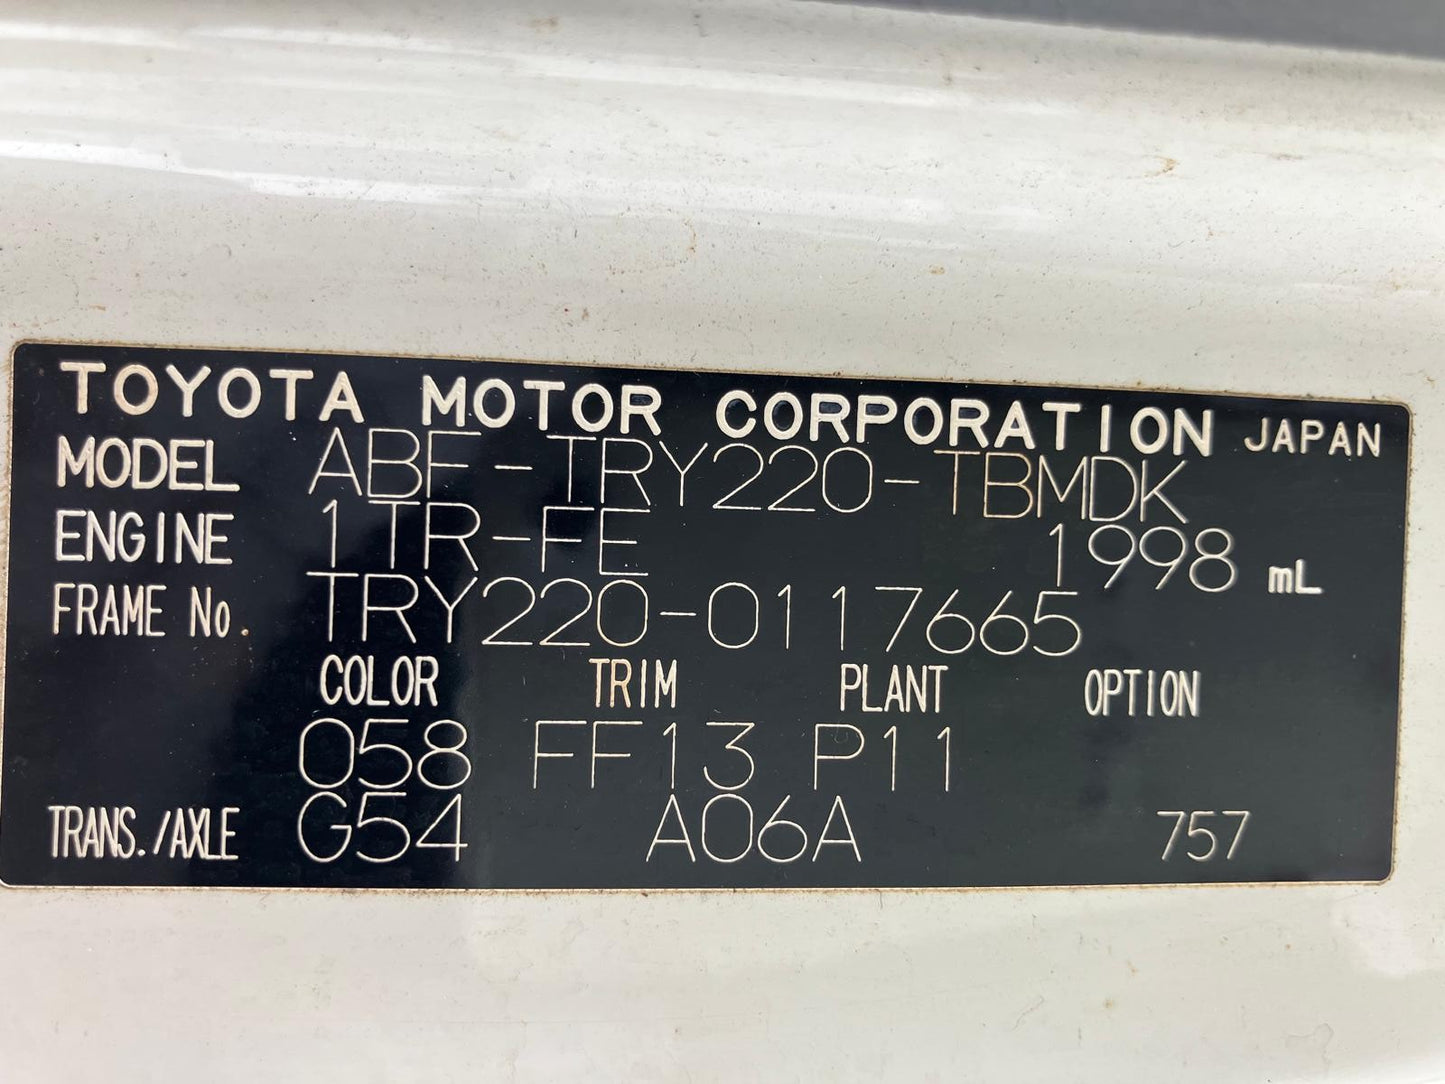 TOYOTA MOTOR CORPORATION JAPAN
MODEL ABF-TRY220-TBMDK
ENGINE 1TR-FE 1998 mL
FRAME No. TRY220-0117665
COLOR TRIM PLANT OPTION
058 FF13 P11
TRANS./AXLE G54 A06A 757